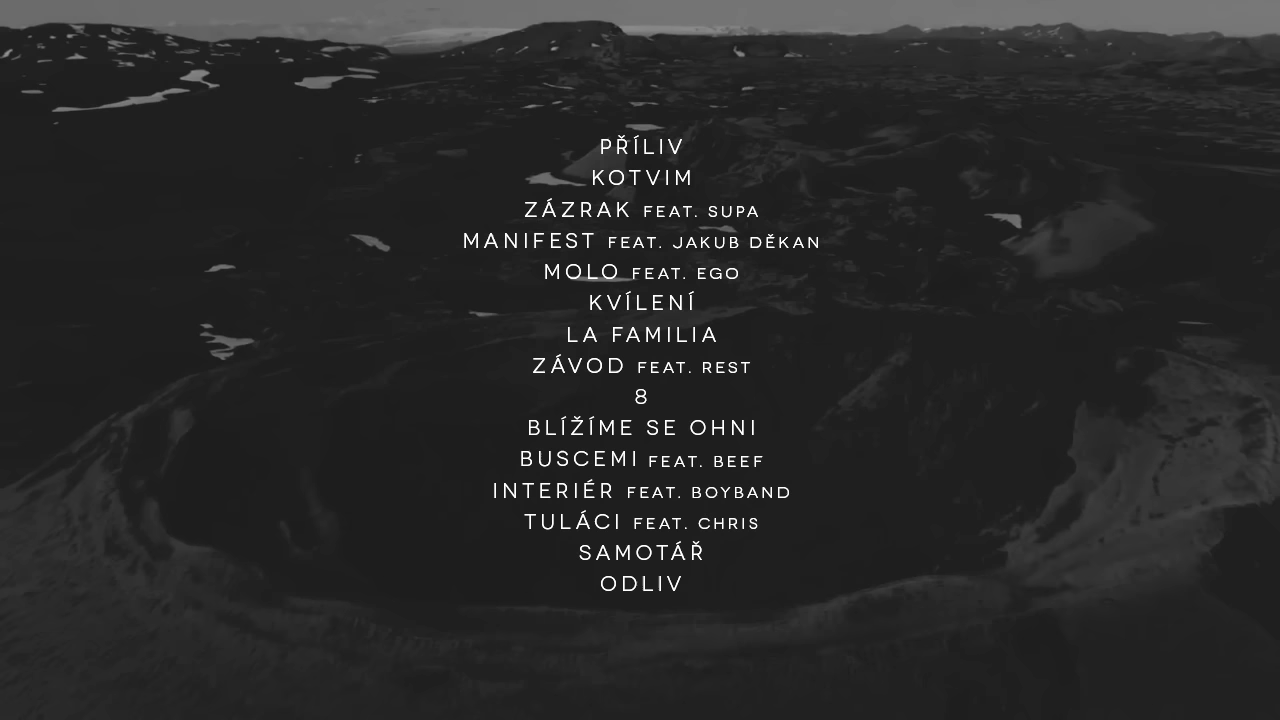 PŘÍLIV
KOTVIM
ZÁZRAK FEAT. SUPA
MANIFEST FEAT. JAKUB DĚKAN
MOLO FEAT. EGO
KVÍLENÍ
LA FAMILIA
ZÁVOD FEAT. REST
8
BLÍŽÍME SE OHNI
BUSCEMI FEAT. BEEF
INTERIÉR FEAT. BOYBAND
TULÁCI FEAT. CHRIS
SAMOTÁŘ
ODLIV